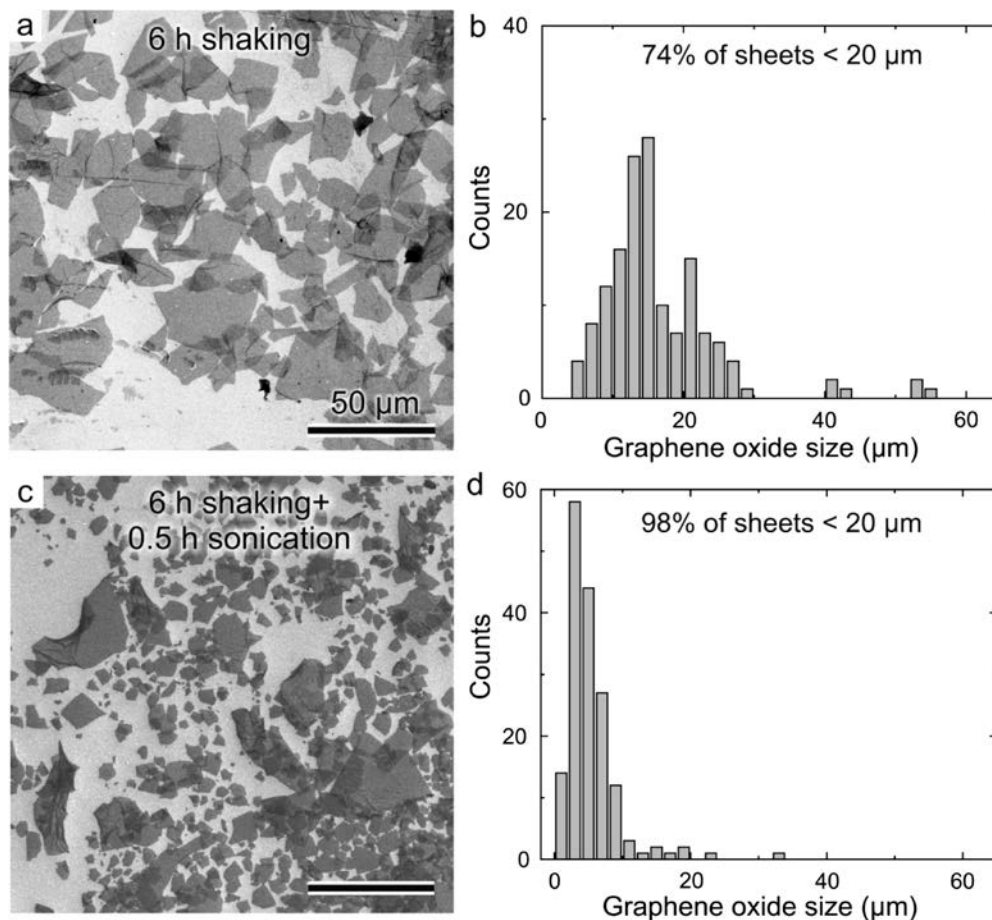 a
6 h shaking
50 µm
b
74% of sheets < 20 µm
Counts
40
20
0
0
20
40
60
Graphene oxide size (µm)
c
6 h shaking+
0.5 h sonication
d
98% of sheets < 20 µm
Counts
60
40
20
0
0
20
40
60
Graphene oxide size (µm)